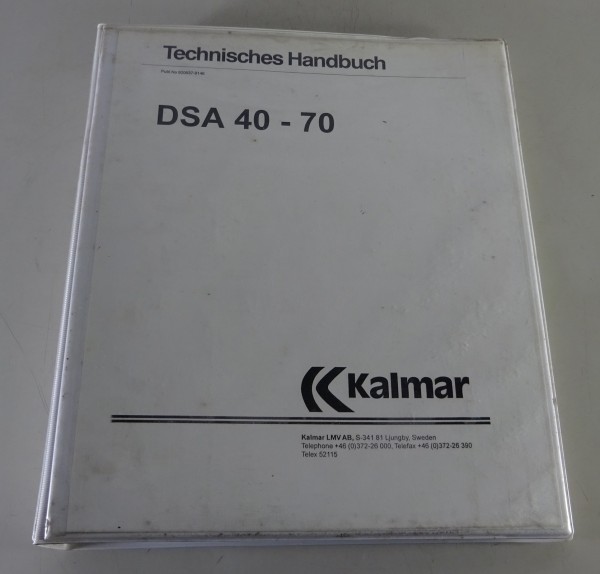 Technisches Handbuch
DSA 40 - 70
Kalmar
Kalmar LMV AB, S-341 81 Ljungby, Sweden
Telephone +46 (0)372-26 000, Telefax +46 (0)372-26 390
Telex 52115